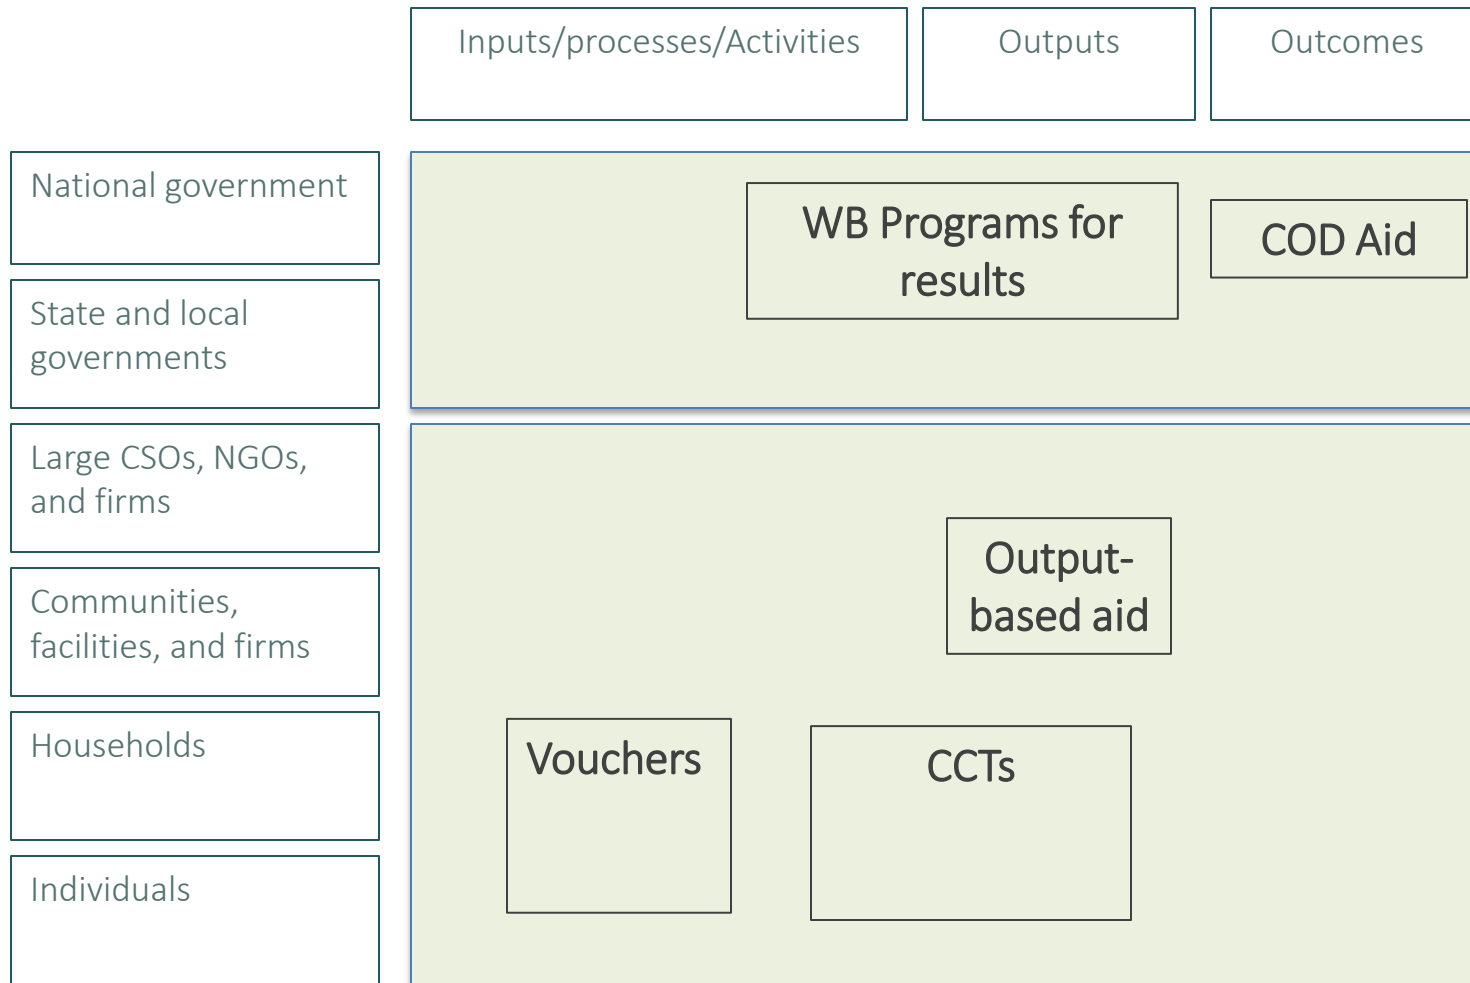 Inputs/processes/Activities
Outputs
Outcomes
National government
WB Programs for
results
COD Aid
State and local
governments
Large CSOs, NGOs,
and firms
Output-
based aid
Communities,
facilities, and firms
Households
Vouchers
CCTs
Individuals